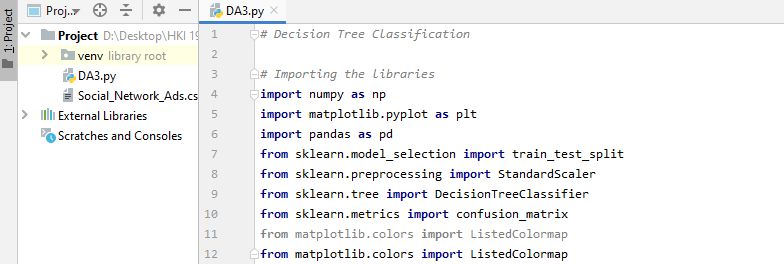 1: Project
Proj..
Project D:\Desktop\HKI 19
venv library root
DA3.py
Social_Network_Ads.cs
External Libraries
Scratches and Consoles
DA3.py
1 # Decision Tree Classification
2
3 # Importing the libraries
4 import numpy as np
5 import matplotlib.pyplot as plt
6 import pandas as pd
7 from sklearn.model_selection import train_test_split
8 from sklearn.preprocessing import StandardScaler
9 from sklearn.tree import DecisionTreeClassifier
10 from sklearn.metrics import confusion_matrix
11 from matplotlib.colors import ListedColormap
12 from matplotlib.colors import ListedColormap